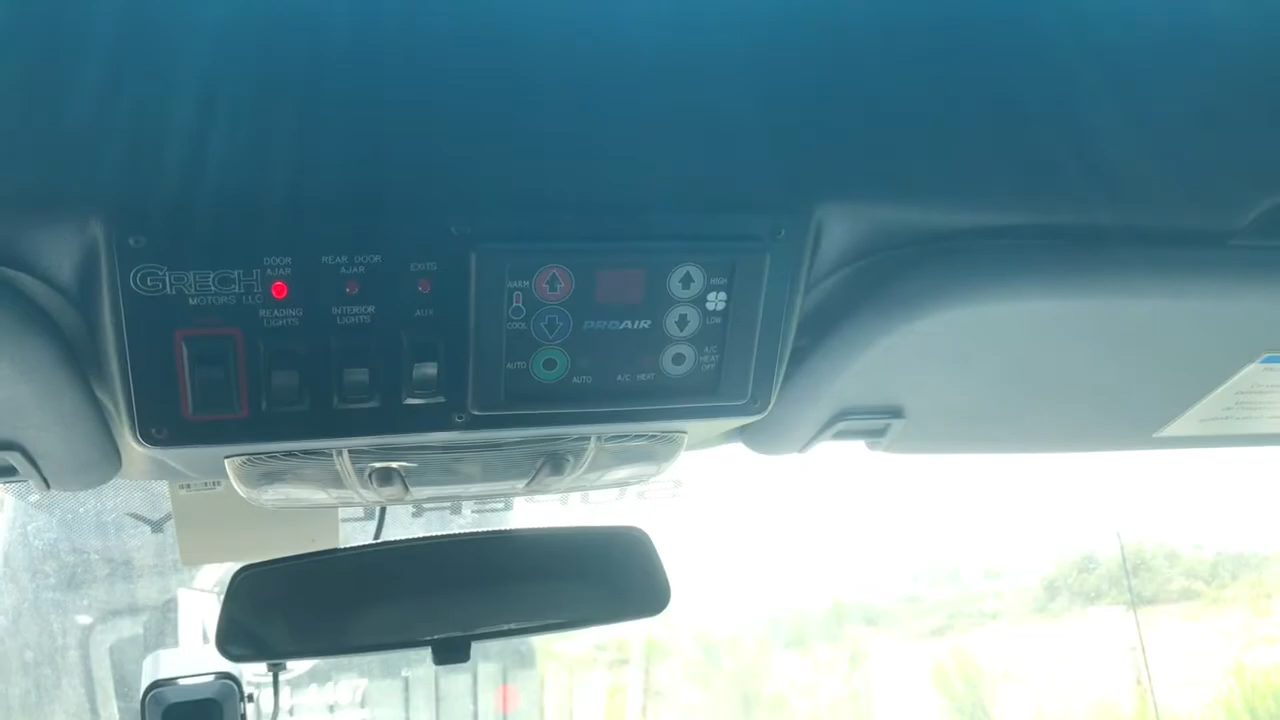 GRECH
MOTORS LLC
DOOR
AJAR
REAR DOOR
AJAR
EXITS
READING
LIGHTS
INTERIOR
LIGHTS
AUX
WARM
COOL
AUTO
PROAIR
HIGH
LOW
A/C
HEAT
OFF
AUTO
A/C HEAT